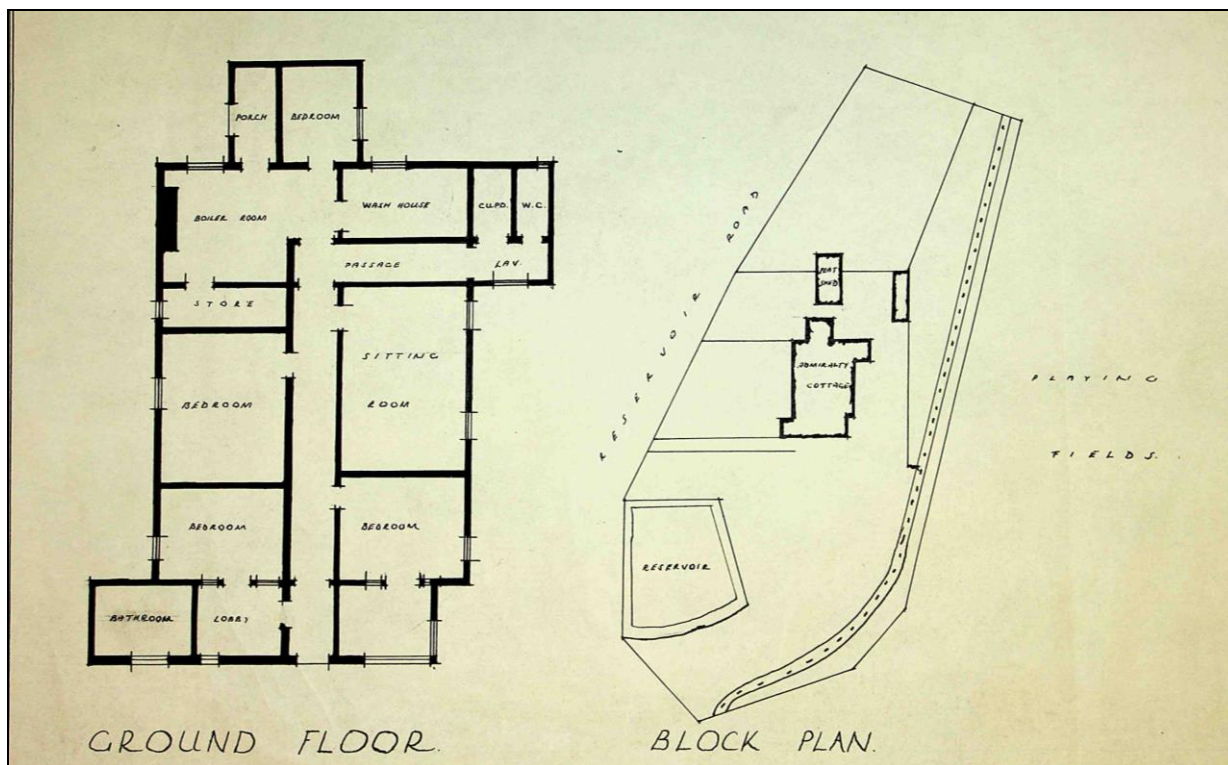 PORCH
BEDROOM
BOILER ROOM
WASH HOUSE
CUPD.
W.C.
PASSAGE
LAV.
STORE
SITTING
ROOM
BEDROOM
BEDROOM
BEDROOM
BATHROOM
LOBBY
GROUND FLOOR.
RESERVOIR ROAD
PEAT
SHED
ADMIRALTY
COTTAGE
PLAYING
FIELDS.
RESERVOIR
BLOCK PLAN.